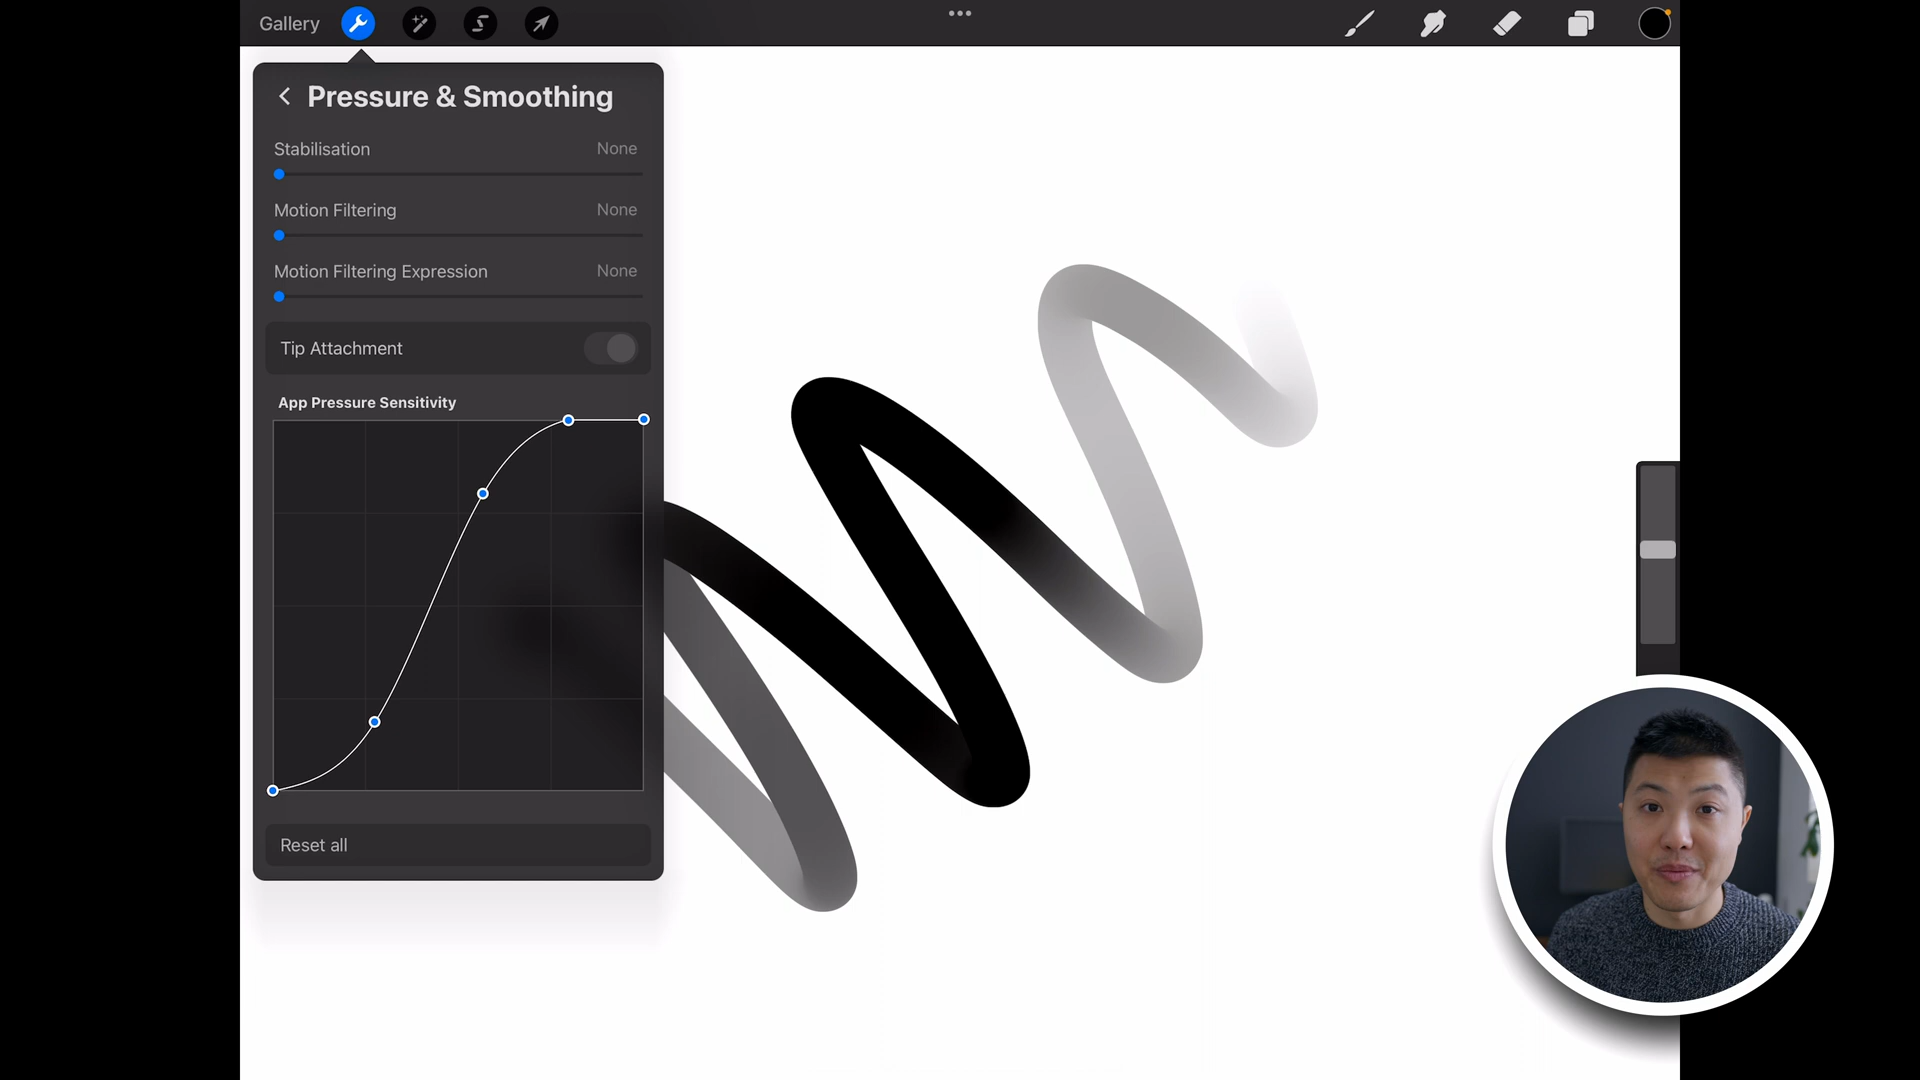 Gallery
Pressure & Smoothing
Stabilisation None
Motion Filtering None
Motion Filtering Expression None
Tip Attachment
App Pressure Sensitivity
Reset all